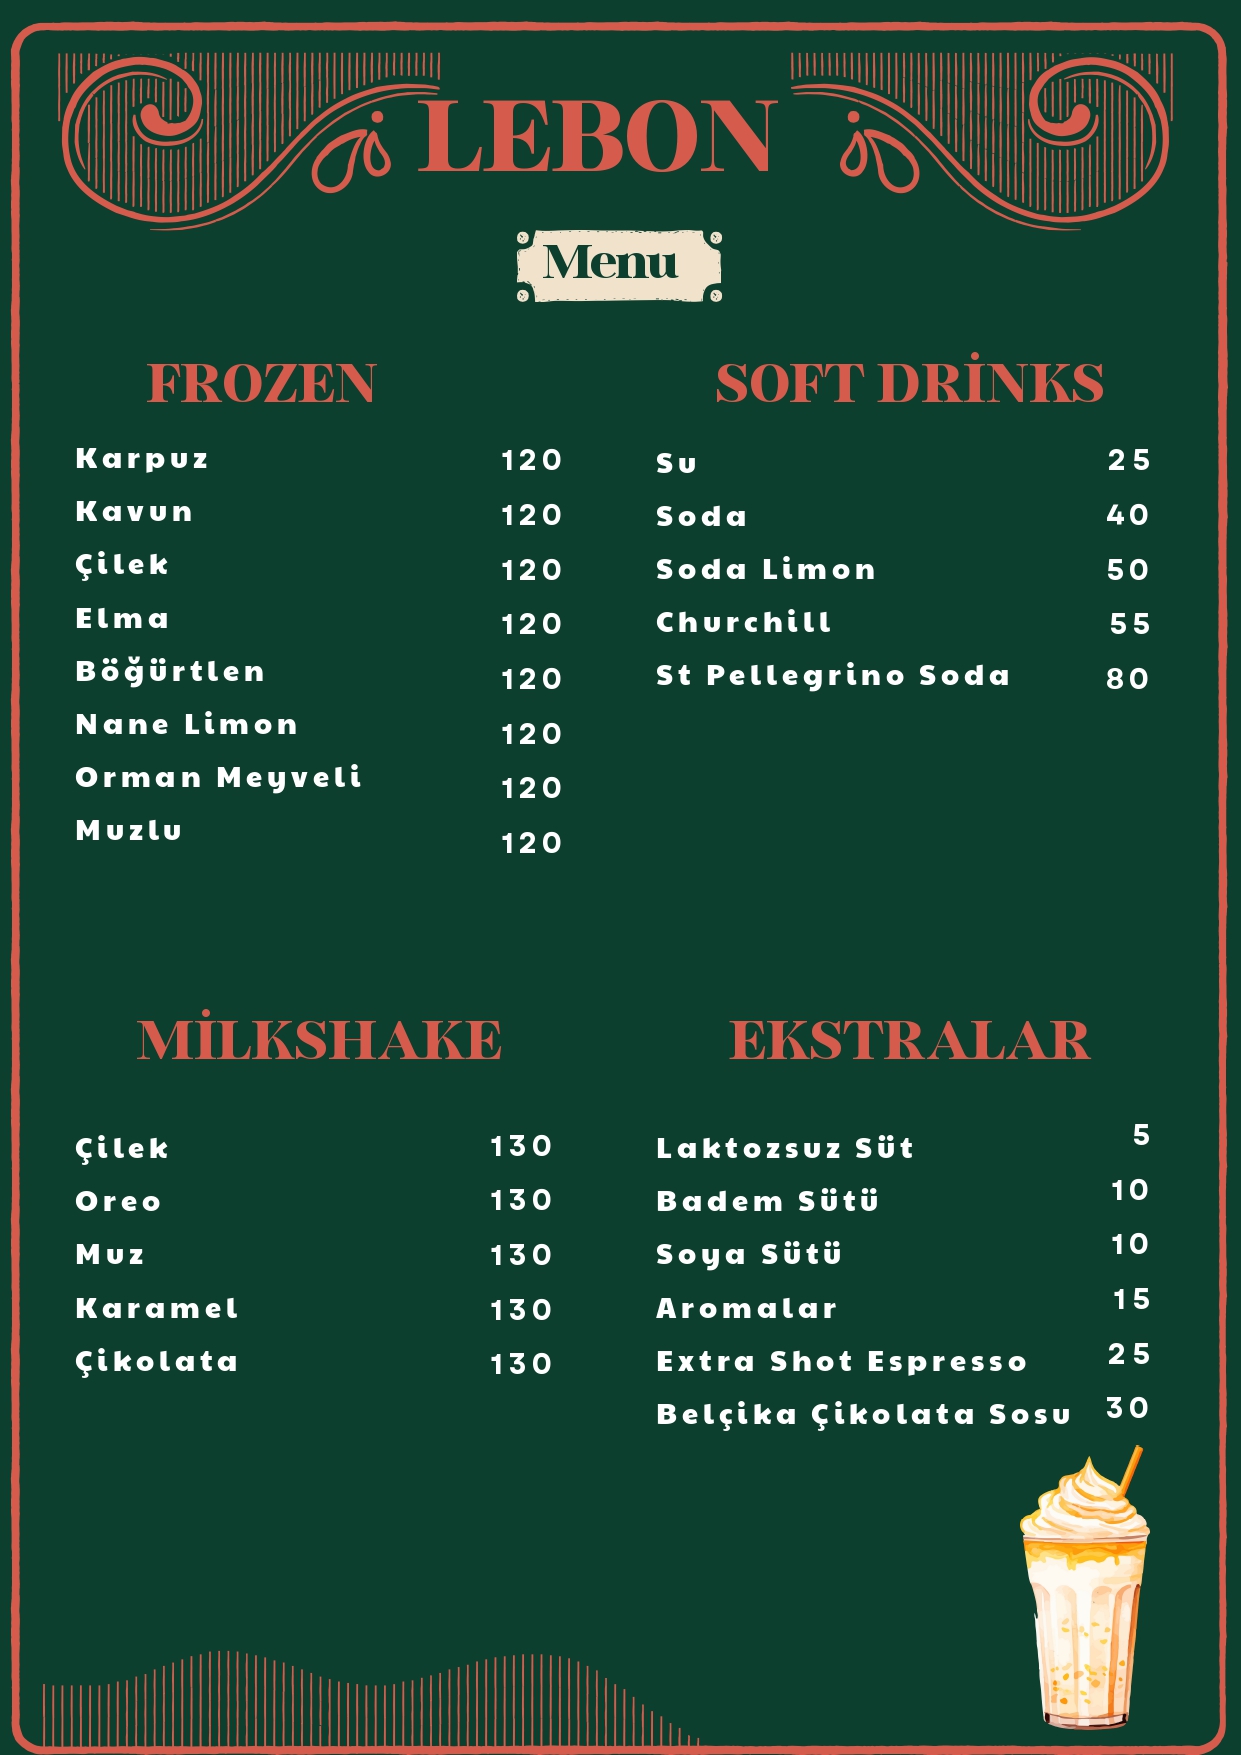 LEBON
Menu
FROZEN
Karpuz 120
Kavun 120
Çilek 120
Elma 120
Böğürtlen 120
Nane Limon 120
Orman Meyveli 120
Muzlu 120
SOFT DRİNKS
Su 25
Soda 40
Soda Limon 50
Churchill 55
St Pellegrino Soda 80
MİLKSHAKE
Çilek 130
Oreo 130
Muz 130
Karamel 130
Çikolata 130
EKSTRALAR
Laktozsuz Süt 5
Badem Sütü 10
Soya Sütü 10
Aromalar 15
Extra Shot Espresso 25
Belçika Çikolata Sosu 30